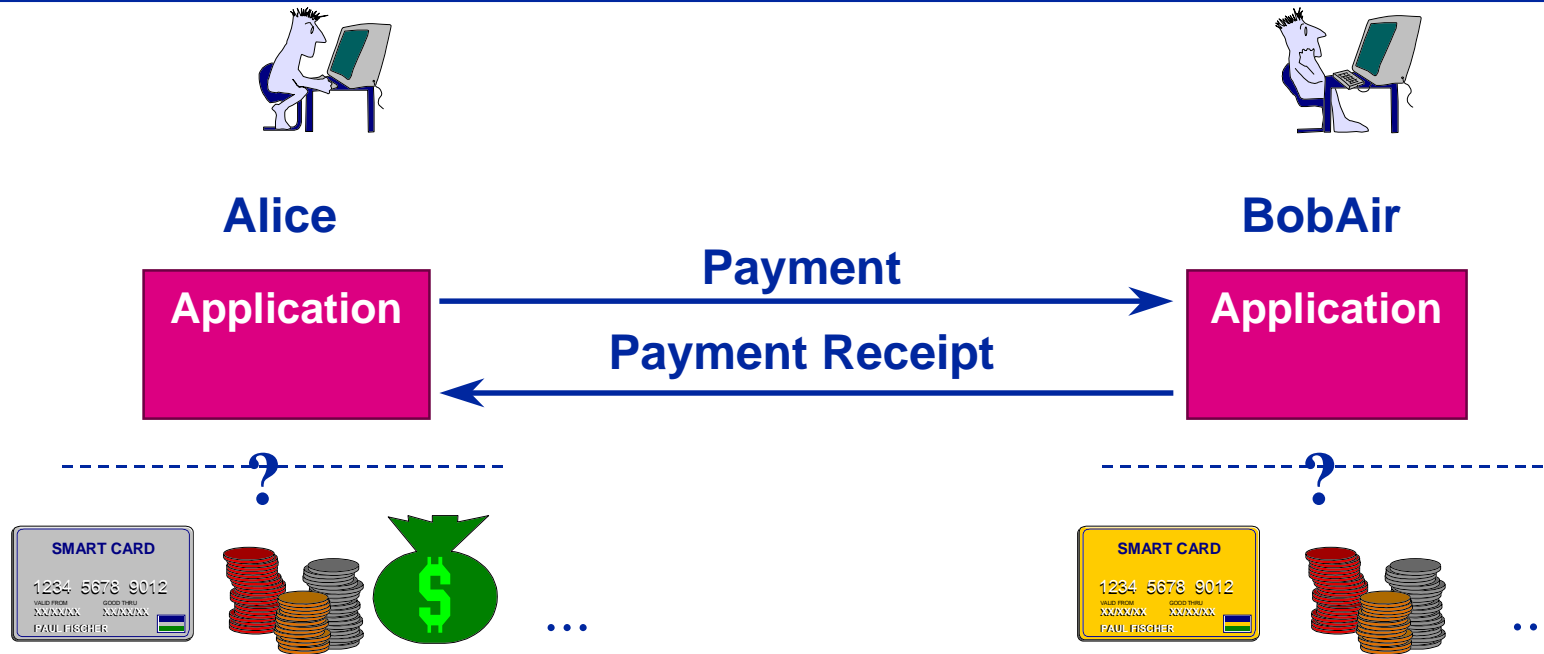 Alice
BobAir
Payment
Application
Application
Payment Receipt
?
?
SMART CARD
1234 5678 9012
VALID FROM GOOD THRU
XX/XX/XX XX/XX/XX
PAUL FISCHER
$
...
SMART CARD
1234 5678 9012
VALID FROM GOOD THRU
XX/XX/XX XX/XX/XX
PAUL FISCHER
..